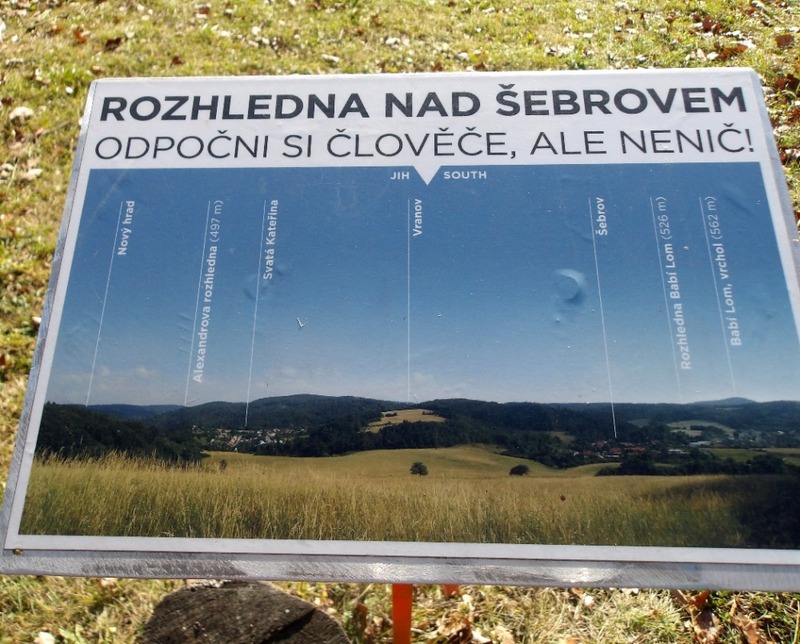 ROZHLEDNA NAD ŠEBROVEM
ODPOČNI SI ČLOVĚČE, ALE NENIČ!
JIH SOUTH
Nový hrad
Alexandrova rozhledna (497 m)
Svatá Kateřina
Vranov
Šebrov
Rozhledna Babí Lom (526 m)
Babí Lom, vrchol (562 m)